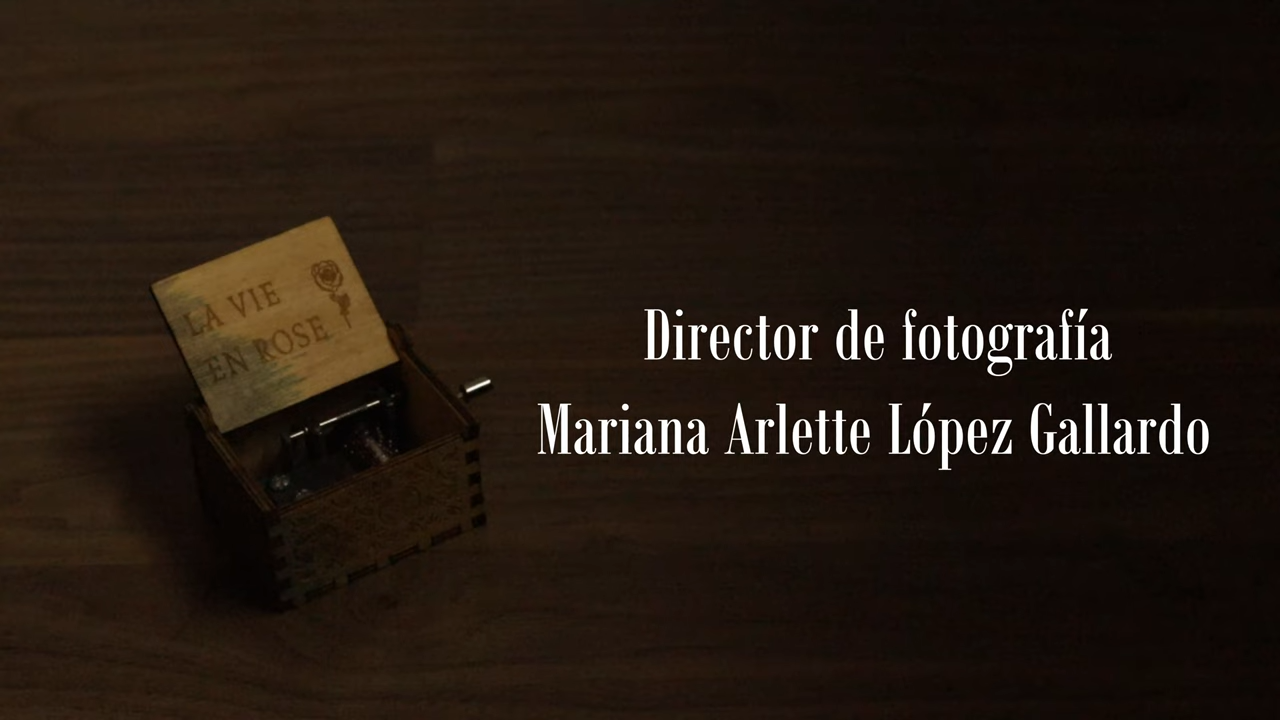 LA VIE
EN ROSE
Director de fotografía
Mariana Arlette López Gallardo